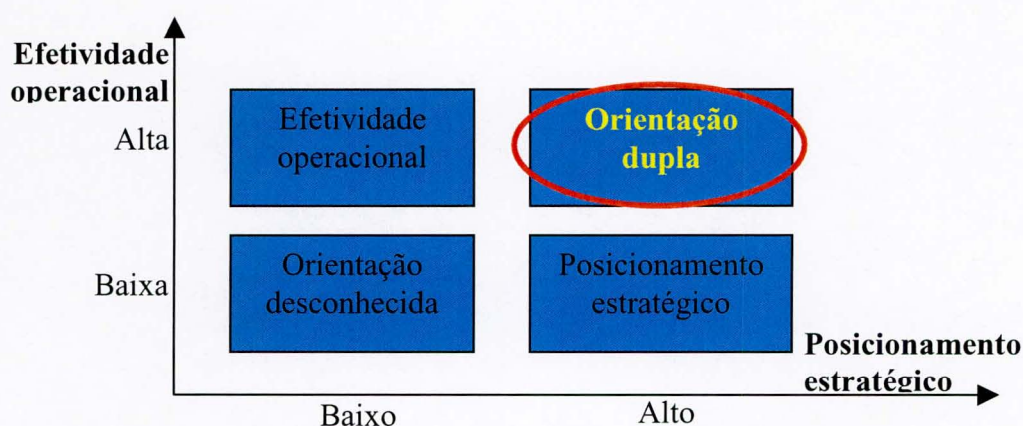 Efetividade
operacional
Alta
Efetividade
operacional
Orientação
dupla
Baixa
Orientação
desconhecida
Posicionamento
estratégico
Posicionamento
estratégico
Baixo
Alto